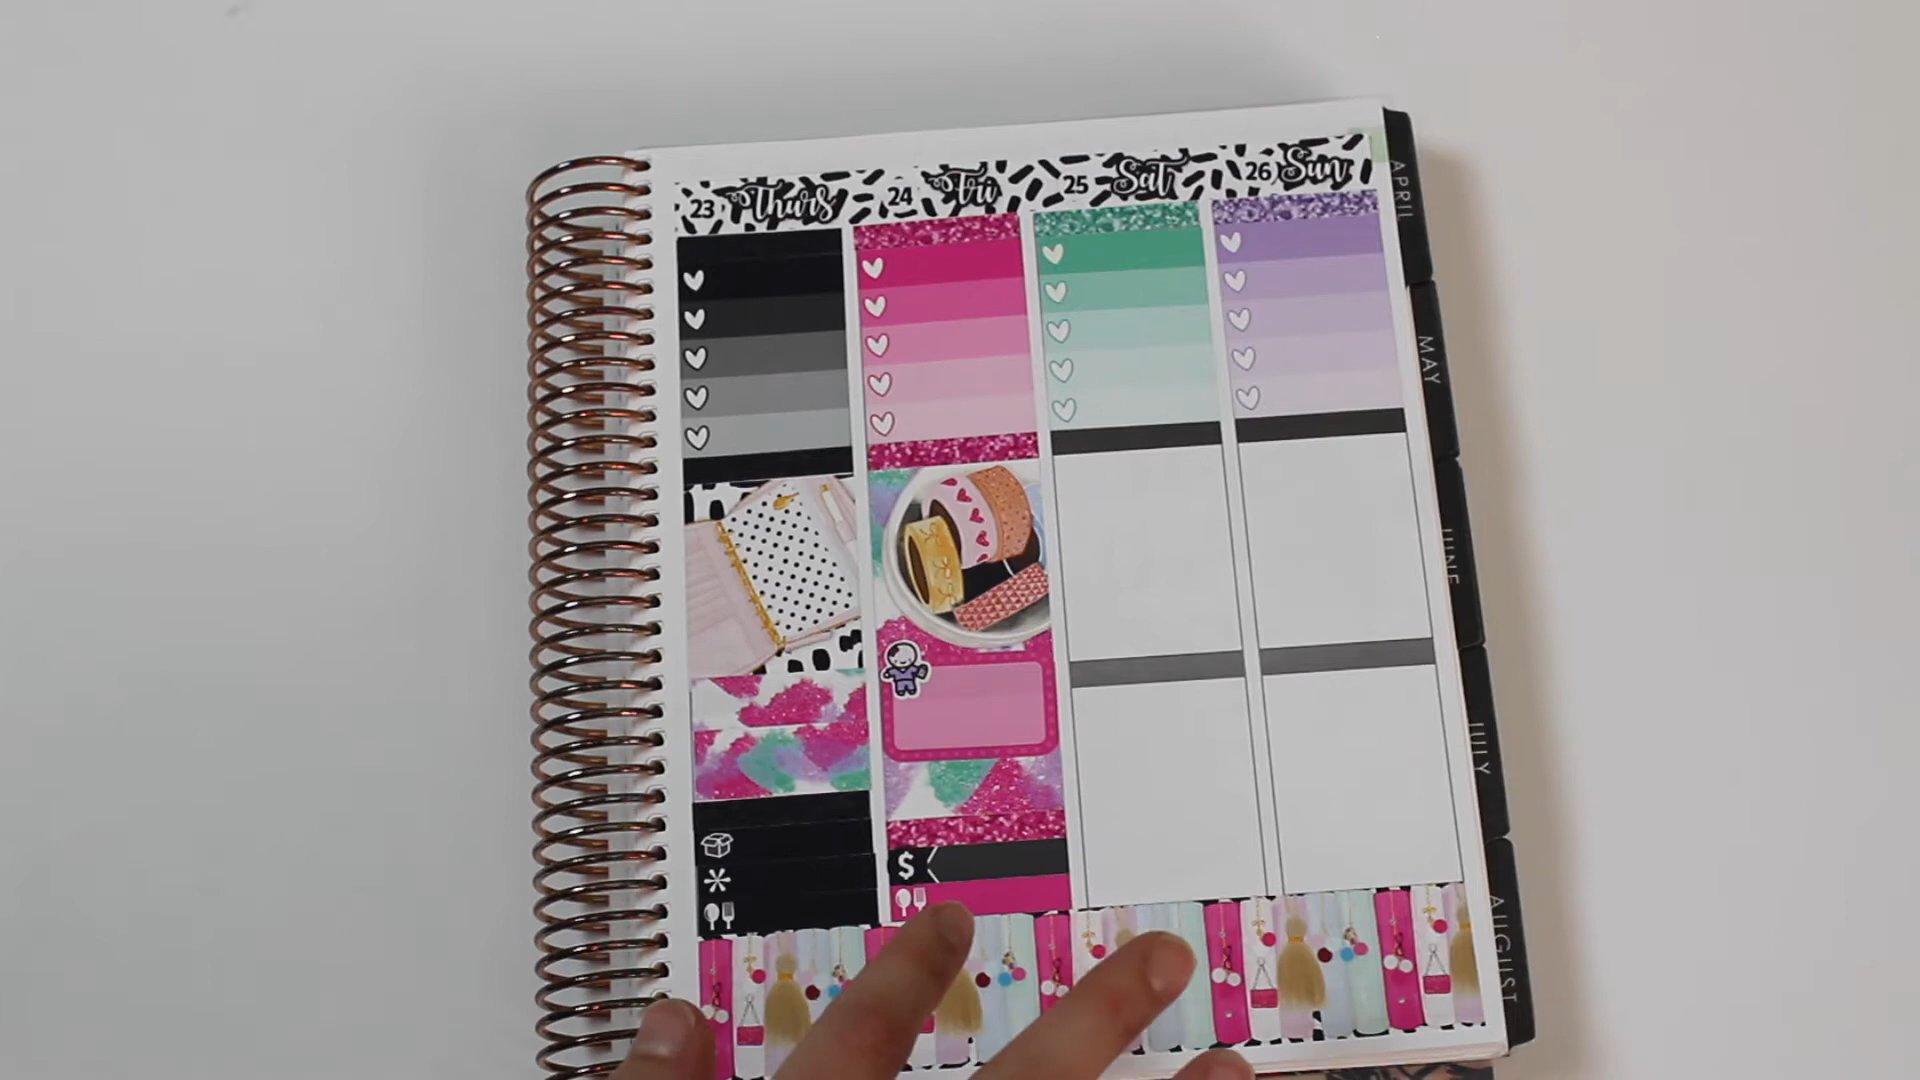 23 Thurs 24 Fri 25 Sat 26 Sun
$
APRIL
MAY
JUNE
JULY
AUGUST